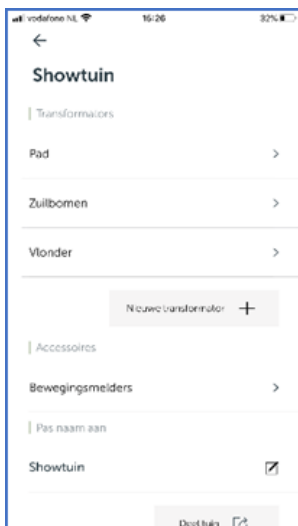 vodafone NL 16:26 32%
Showtuin
Transformators
Pad
Zuilbomen
Vlonder
Nieuwe transformator
Accessoires
Bewegingsmelders
Pas naam aan
Showtuin
Deel tuin